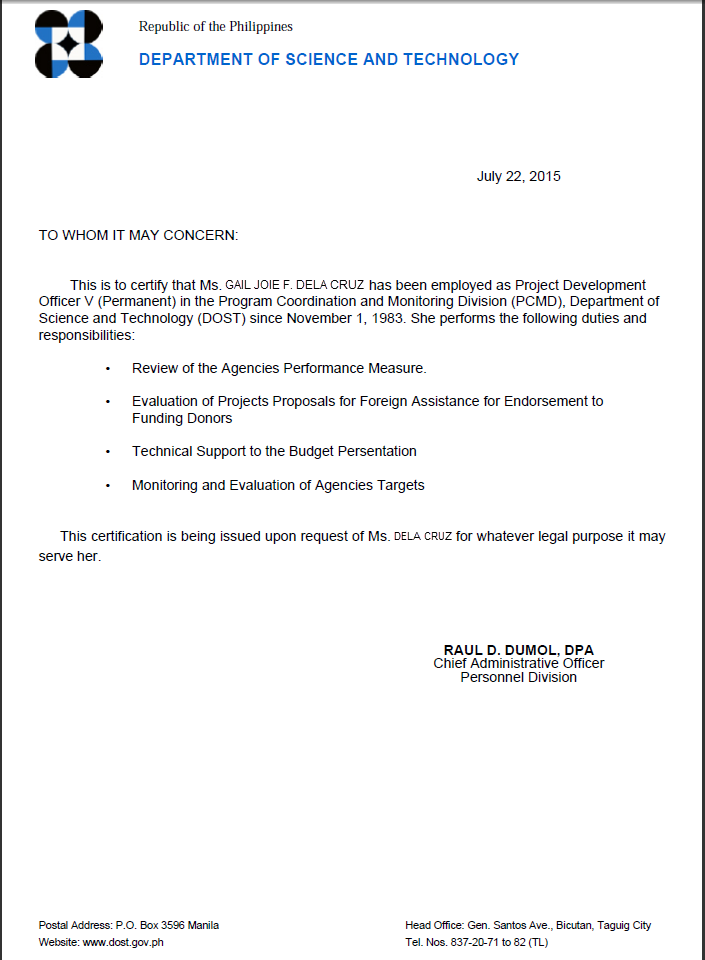 Republic of the Philippines
DEPARTMENT OF SCIENCE AND TECHNOLOGY
July 22, 2015
TO WHOM IT MAY CONCERN:
This is to certify that Ms. GAIL JOIE F. DELA CRUZ has been employed as Project Development
Officer V (Permanent) in the Program Coordination and Monitoring Division (PCMD), Department of
Science and Technology (DOST) since November 1, 1983. She performs the following duties and
responsibilities:
• Review of the Agencies Performance Measure.
• Evaluation of Projects Proposals for Foreign Assistance for Endorsement to
Funding Donors
• Technical Support to the Budget Persentation
• Monitoring and Evaluation of Agencies Targets
This certification is being issued upon request of Ms. DELA CRUZ for whatever legal purpose it may
serve her.
RAUL D. DUMOL, DPA
Chief Administrative Officer
Personnel Division
Postal Address: P.O. Box 3596 Manila
Website: www.dost.gov.ph
Head Office: Gen. Santos Ave., Bicutan, Taguig City
Tel. Nos. 837-20-71 to 82 (TL)